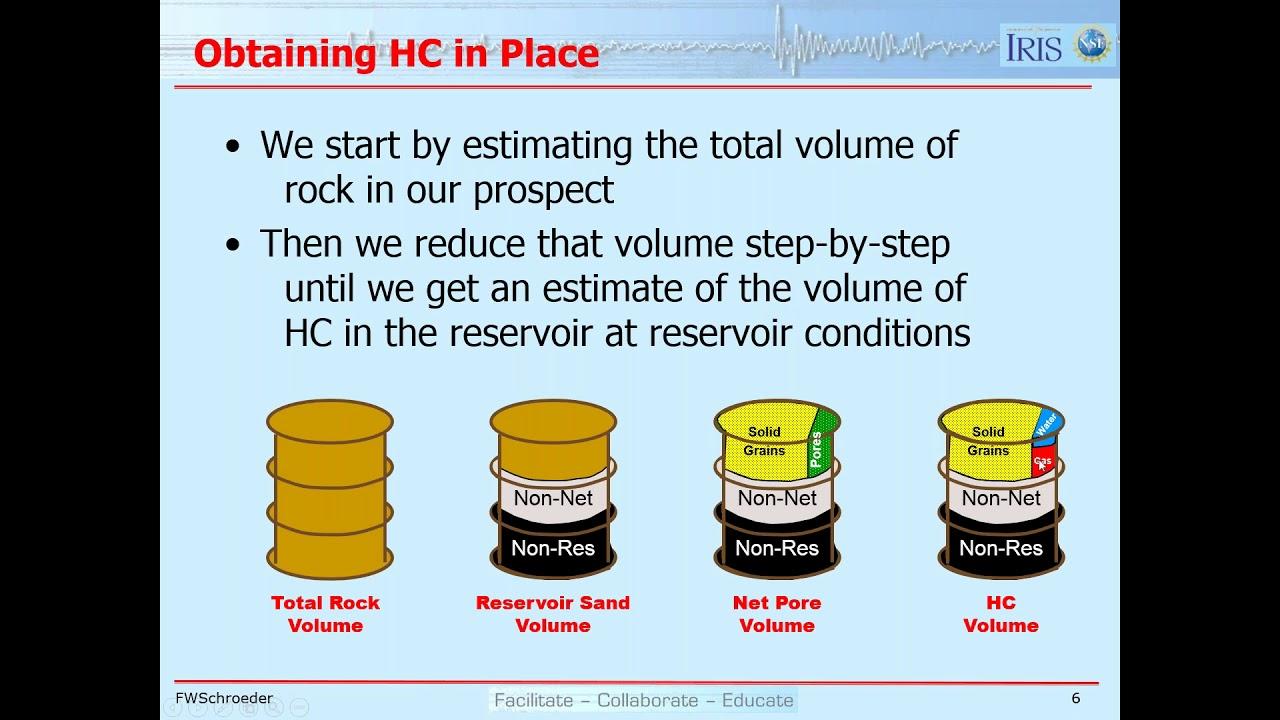 Obtaining HC in Place
IRIS
NSF
• We start by estimating the total volume of
rock in our prospect
• Then we reduce that volume step-by-step
until we get an estimate of the volume of
HC in the reservoir at reservoir conditions
Non-Net
Non-Res
Solid
Grains
Pores
Non-Net
Non-Res
Solid
Grains
Water
Gas
Non-Net
Non-Res
Total Rock
Volume
Reservoir Sand
Volume
Net Pore
Volume
HC
Volume
FWSchroeder
Facilitate – Collaborate – Educate
6